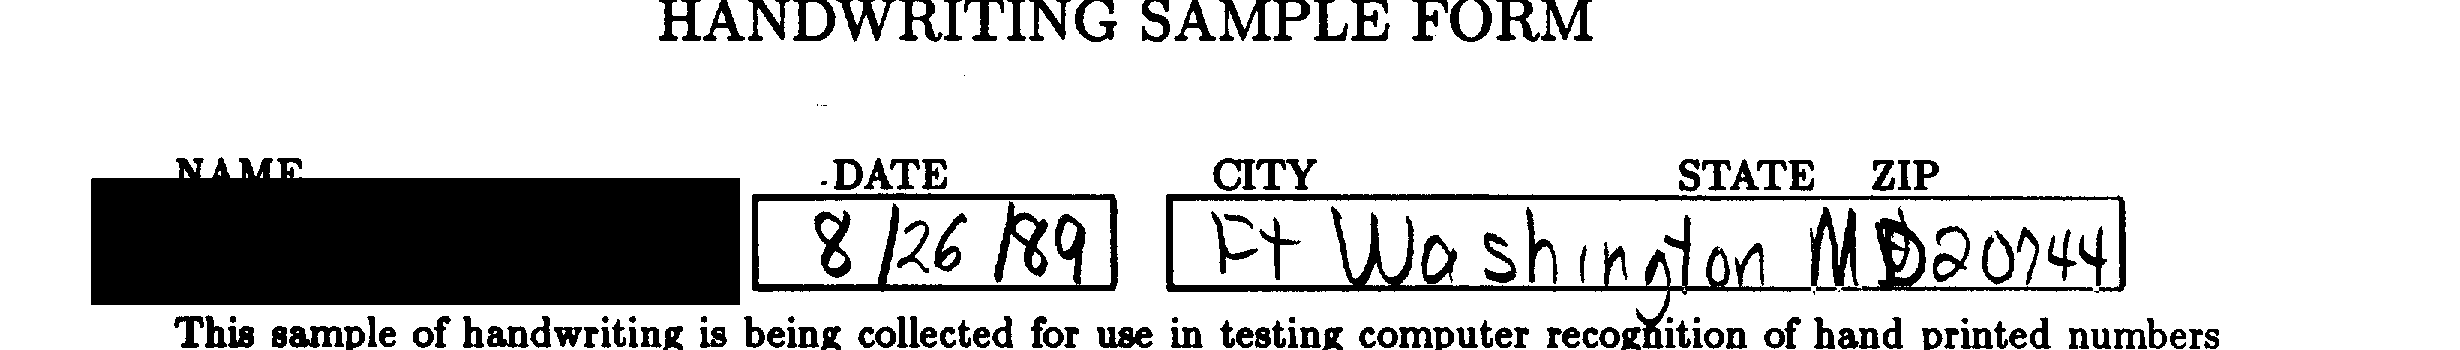 HANDWRITING SAMPLE FORM
NAME DATE CITY STATE ZIP
8/26/89 Ft Washington MD 20744
This sample of handwriting is being collected for use in testing computer recognition of hand printed numbers